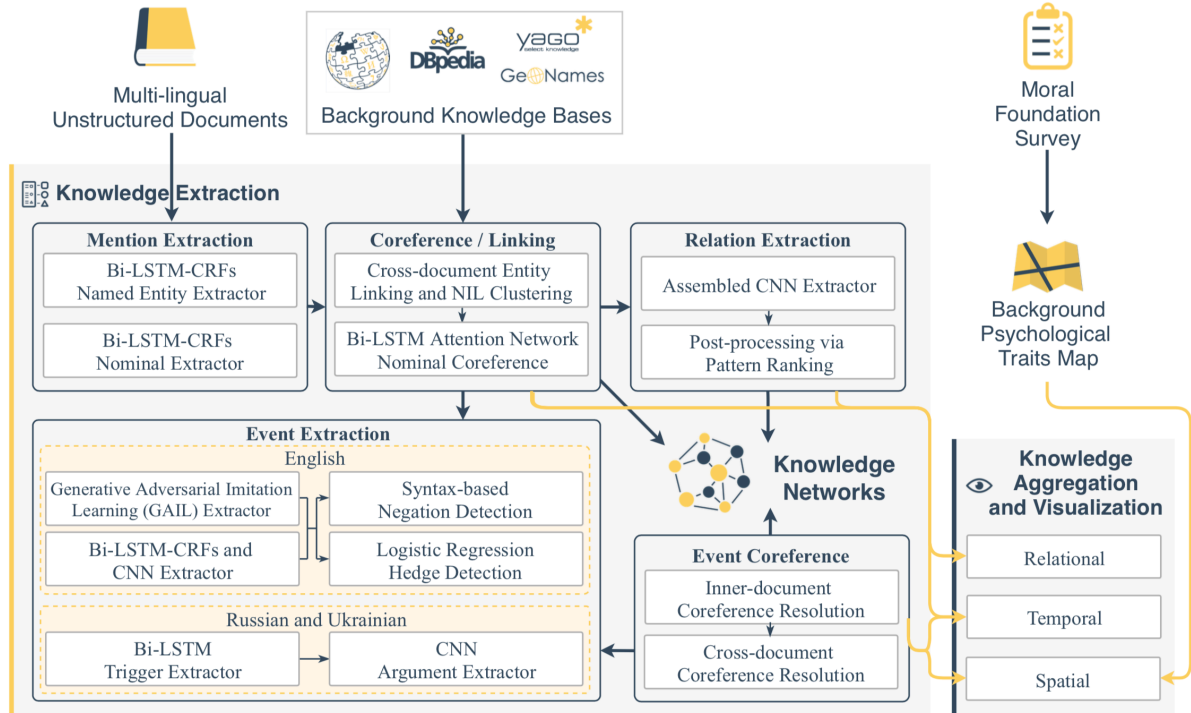 Multi-lingual
Unstructured Documents
DBpedia
yago
select knowledge
GeoNames
Background Knowledge Bases
Moral
Foundation
Survey
Knowledge Extraction
Mention Extraction
Bi-LSTM-CRFs
Named Entity Extractor
Bi-LSTM-CRFs
Nominal Extractor
Coreference / Linking
Cross-document Entity
Linking and NIL Clustering
Bi-LSTM Attention Network
Nominal Coreference
Relation Extraction
Assembled CNN Extractor
Post-processing via
Pattern Ranking
Background
Psychological
Traits Map
Event Extraction
English
Generative Adversarial Imitation
Learning (GAIL) Extractor
Syntax-based
Negation Detection
Bi-LSTM-CRFs and
CNN Extractor
Logistic Regression
Hedge Detection
Russian and Ukrainian
Bi-LSTM
Trigger Extractor
CNN
Argument Extractor
Knowledge
Networks
Event Coreference
Inner-document
Coreference Resolution
Cross-document
Coreference Resolution
Knowledge
Aggregation
and Visualization
Relational
Temporal
Spatial